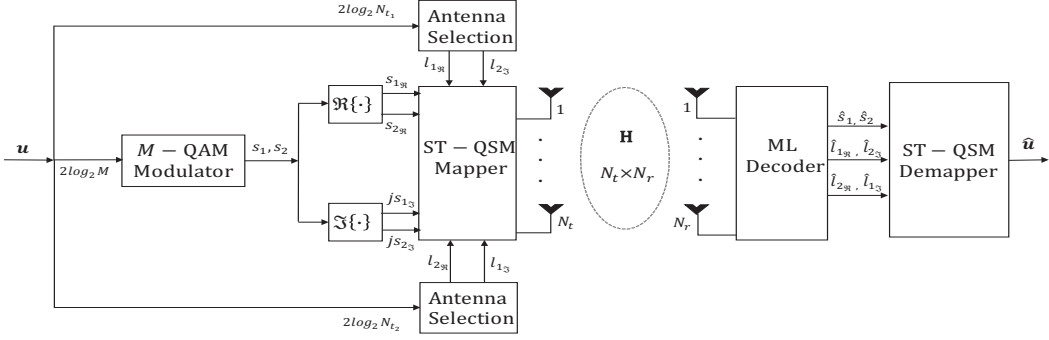 2log₂N_{t₁}
Antenna
Selection
l_{1ℜ}
l_{2ℑ}
u
2log₂M
M − QAM
Modulator
s₁, s₂
ℜ{·}
s_{1ℜ}
s_{2ℜ}
ℑ{·}
js_{1ℑ}
js_{2ℑ}
ST − QSM
Mapper
1
N_t
H
N_t×N_r
1
N_r
ML
Decoder
ŝ₁, ŝ₂
l̂_{1ℜ}, l̂_{2ℑ}
l̂_{2ℜ}, l̂_{1ℑ}
ST − QSM
Demapper
û
l_{2ℜ}
l_{1ℑ}
2log₂N_{t₂}
Antenna
Selection